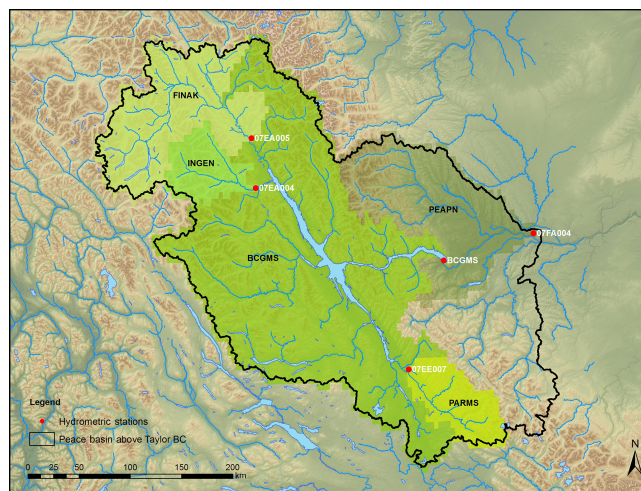 FINAK
07EA005
INGEN
07EA004
PEAPN
07FA004
BCGMS
BCGMS
07EE007
PARMS
Legend
Hydrometric stations
Peace basin above Taylor BC
0 25 50 100 150 200
km
N